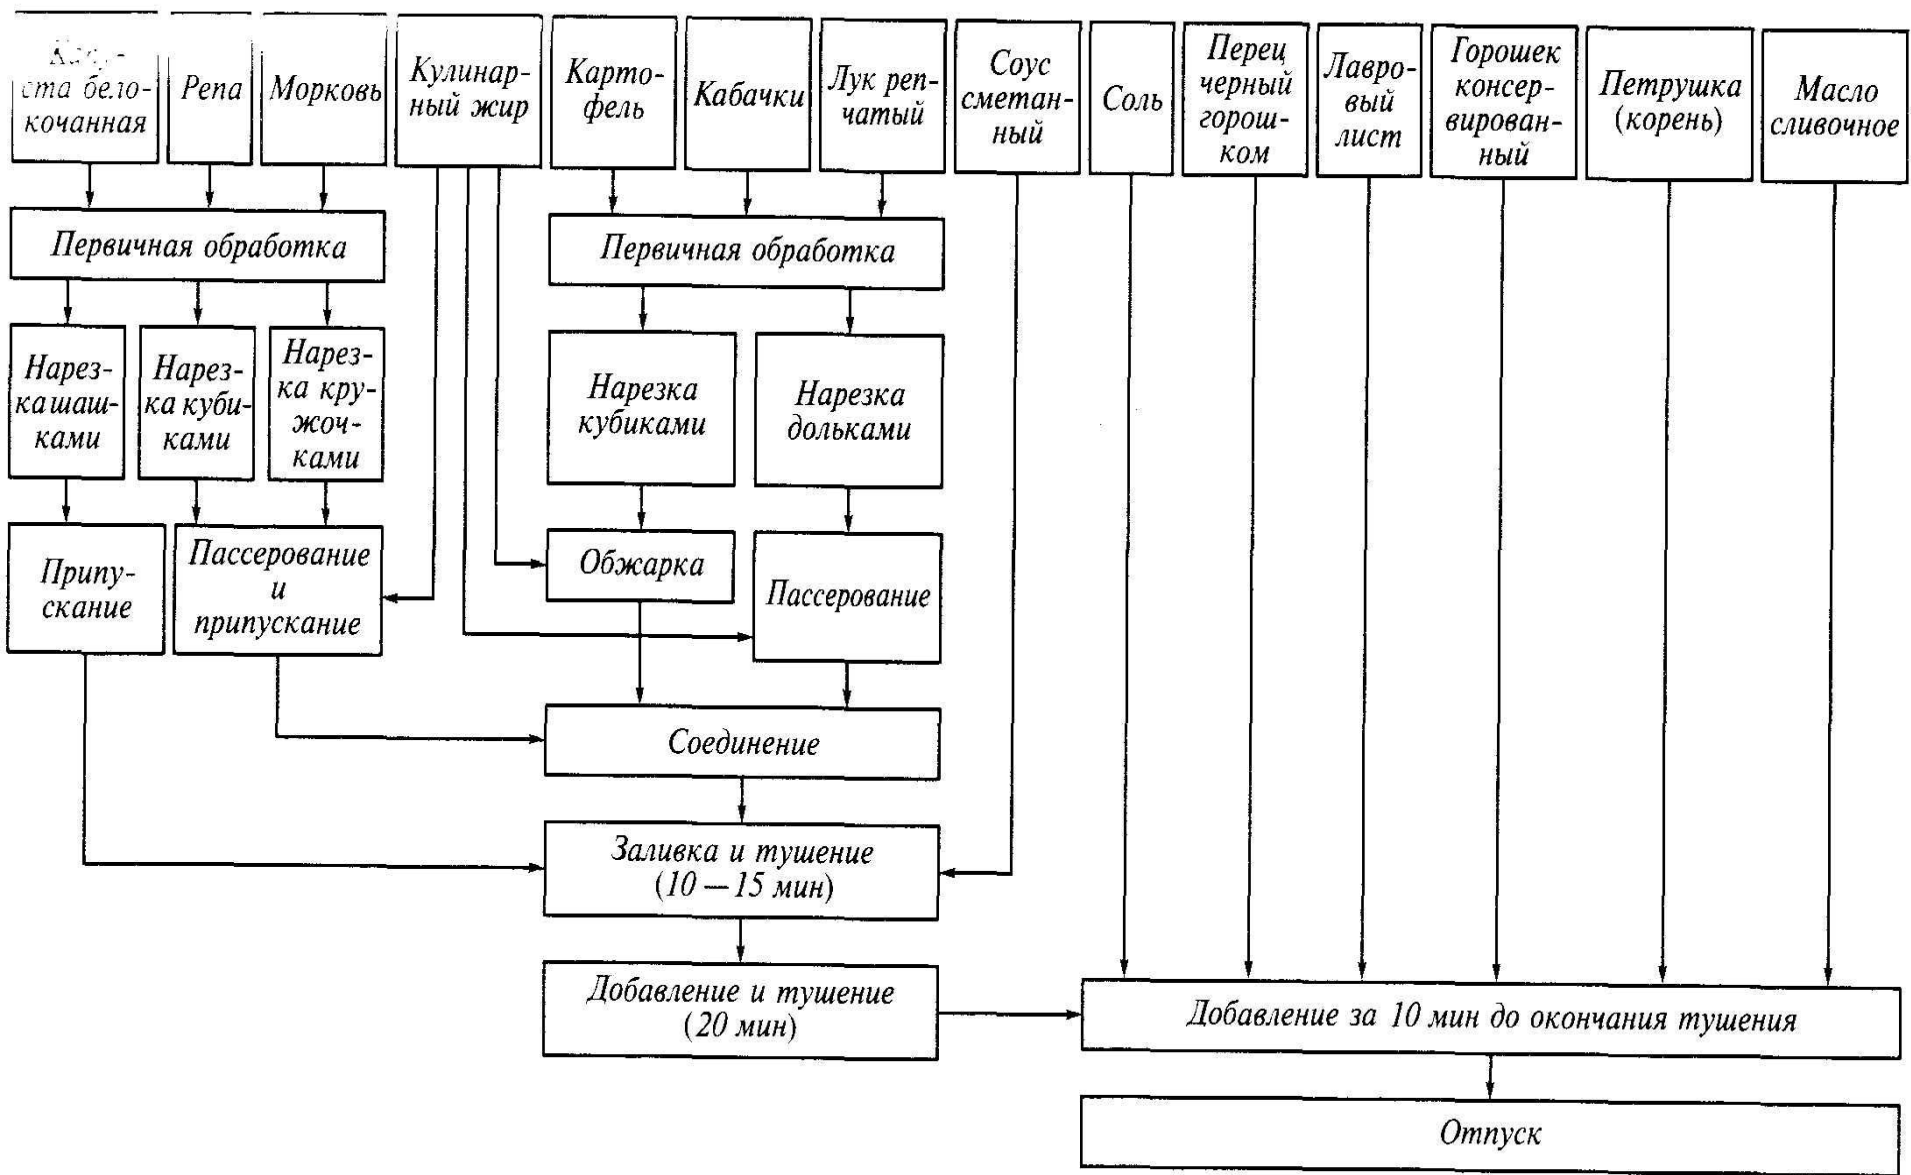 ста бело-
кочанная
Репа
Морковь
Кулинар-
ный жир
Карто-
фель
Кабачки
Лук реп-
чатый
Соус
сметан-
ный
Соль
Перец
черный
горош-
ком
Лавро-
вый
лист
Горошек
консер-
вирован-
ный
Петрушка
(корень)
Масло
сливочное
Первичная обработка
Первичная обработка
Нарез-
ка шаш-
ками
Нарез-
ка куби-
ками
Нарез-
ка кру-
жоч-
ками
Нарезка
кубиками
Нарезка
дольками
Припу-
скание
Пассерование
и
припускание
Обжарка
Пассерование
Соединение
Заливка и тушение
(10 — 15 мин)
Добавление и тушение
(20 мин)
Добавление за 10 мин до окончания тушения
Отпуск